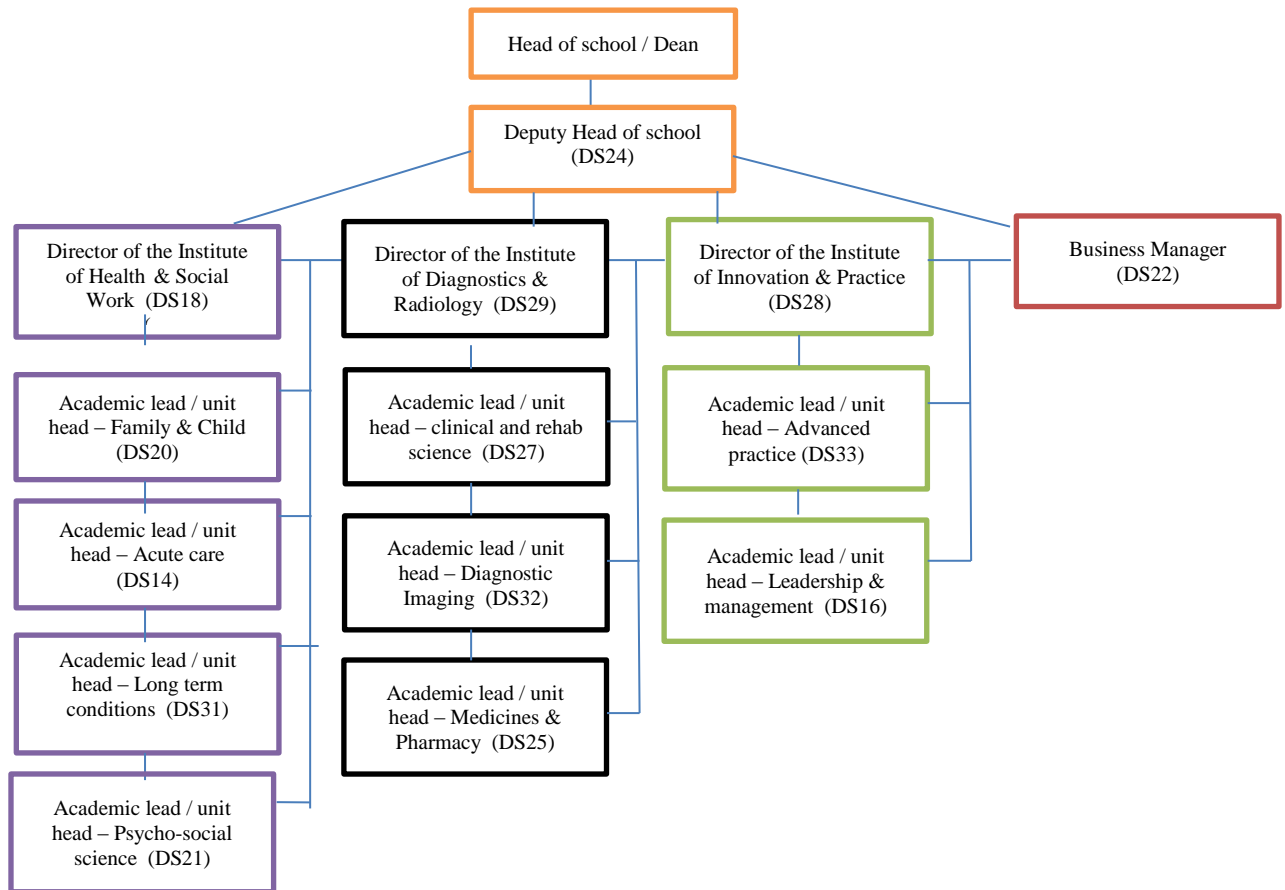 Head of school / Dean
Deputy Head of school
(DS24)
Director of the Institute
of Health & Social
Work (DS18)
(
Director of the Institute
of Diagnostics &
Radiology (DS29)
Director of the Institute
of Innovation & Practice
(DS28)
Business Manager
(DS22)
Academic lead / unit
head – Family & Child
(DS20)
Academic lead / unit
head – clinical and rehab
science (DS27)
Academic lead / unit
head – Advanced
practice (DS33)
Academic lead / unit
head – Acute care
(DS14)
Academic lead / unit
head – Diagnostic
Imaging (DS32)
Academic lead / unit
head – Leadership &
management (DS16)
Academic lead / unit
head – Long term
conditions (DS31)
Academic lead / unit
head – Medicines &
Pharmacy (DS25)
Academic lead / unit
head – Psycho-social
science (DS21)